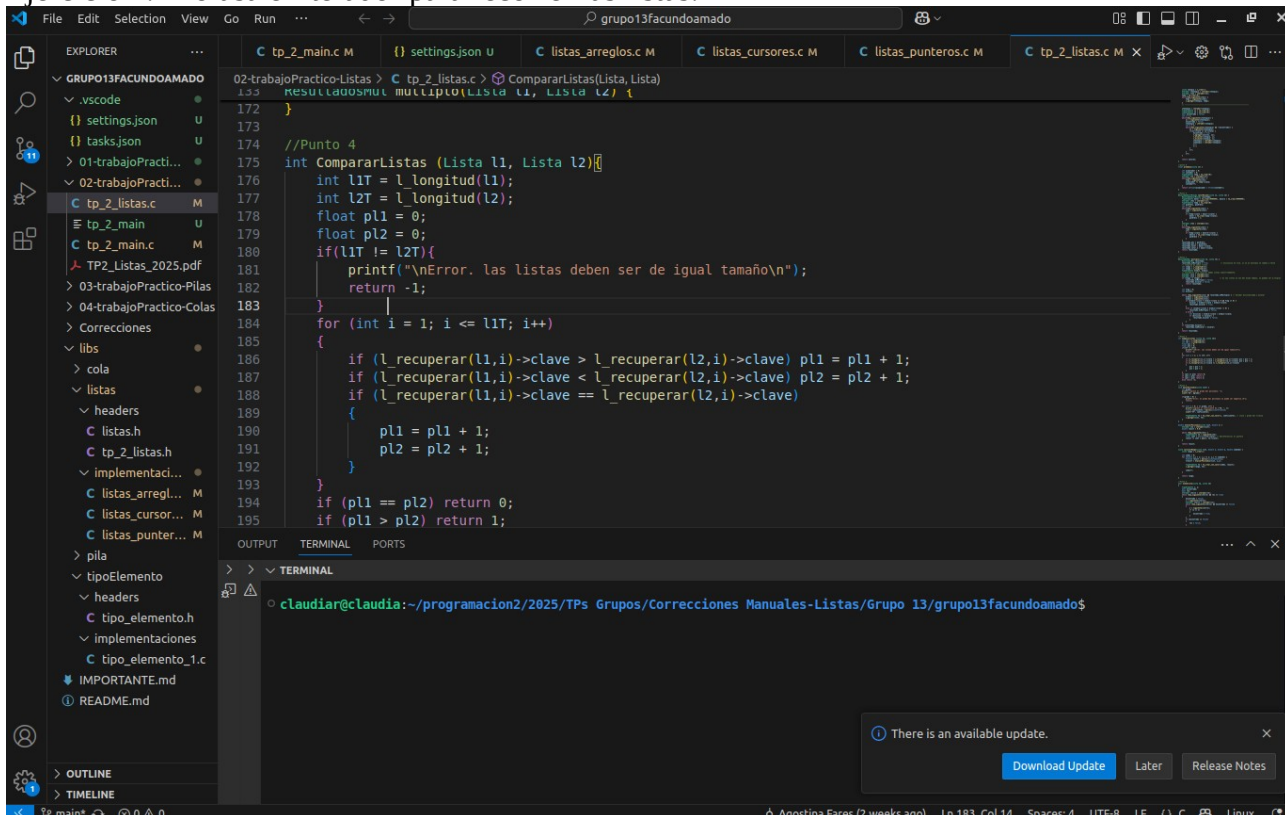 File Edit Selection View Go Run ··· grupo13facundoamado
EXPLORER ···
GRUPO13FACUNDOAMADO
.vscode
{} settings.json U
{} tasks.json U
01-trabajoPracti...
02-trabajoPracti...
C tp_2_listas.c M
tp_2_main U
C tp_2_main.c M
TP2_Listas_2025.pdf
03-trabajoPractico-Pilas
04-trabajoPractico-Colas
Correcciones
libs
cola
listas
headers
C listas.h
C tp_2_listas.h
implementaci...
C listas_arregl... M
C listas_cursor... M
C listas_punter... M
pila
tipoElemento
headers
C tipo_elemento.h
implementaciones
C tipo_elemento_1.c
IMPORTANTE.md
README.md
OUTLINE
TIMELINE
11
1
C tp_2_main.c M {} settings.json U C listas_arreglos.c M C listas_cursores.c M C listas_punteros.c M C tp_2_listas.c M
02-trabajoPractico-Listas > C tp_2_listas.c > CompararListas(Lista, Lista)
133 ResultadosMul multiplo(Lista l1, Lista l2) {
172 }
173
174 //Punto 4
175 int CompararListas (Lista l1, Lista l2){
176 int l1T = l_longitud(l1);
177 int l2T = l_longitud(l2);
178 float pl1 = 0;
179 float pl2 = 0;
180 if(l1T != l2T){
181 printf("\nError. las listas deben ser de igual tamaño\n");
182 return -1;
183 }
184 for (int i = 1; i <= l1T; i++)
185 {
186 if (l_recuperar(l1,i)->clave > l_recuperar(l2,i)->clave) pl1 = pl1 + 1;
187 if (l_recuperar(l1,i)->clave < l_recuperar(l2,i)->clave) pl2 = pl2 + 1;
188 if (l_recuperar(l1,i)->clave == l_recuperar(l2,i)->clave)
189 {
190 pl1 = pl1 + 1;
191 pl2 = pl2 + 1;
192 }
193 }
194 if (pl1 == pl2) return 0;
195 if (pl1 > pl2) return 1;
OUTPUT TERMINAL PORTS
TERMINAL
claudiar@claudia:~/programacion2/2025/TPs Grupos/Correcciones Manuales-Listas/Grupo 13/grupo13facundoamado$
There is an available update.
Download Update Later Release Notes
main* 0 0 Agostina Fares (2 weeks ago) Ln 183, Col 14 Spaces: 4 UTF-8 LF {} C Linux